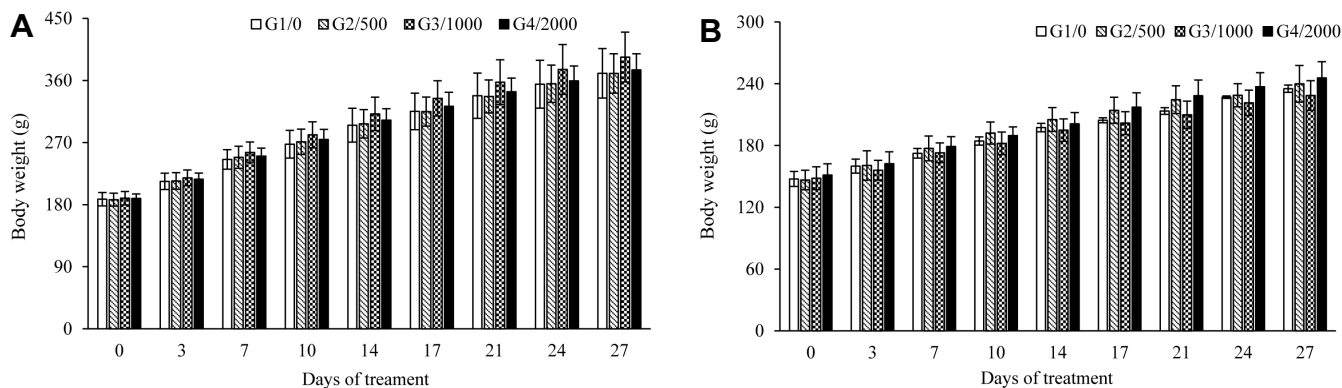 A
G1/0 G2/500 G3/1000 G4/2000
Body weight (g)
450
360
270
180
90
0
0 3 7 10 14 17 21 24 27
Days of treament
B
G1/0 G2/500 G3/1000 G4/2000
Body weight (g)
300
240
180
120
60
0
0 3 7 10 14 17 21 24 27
Days of treatment